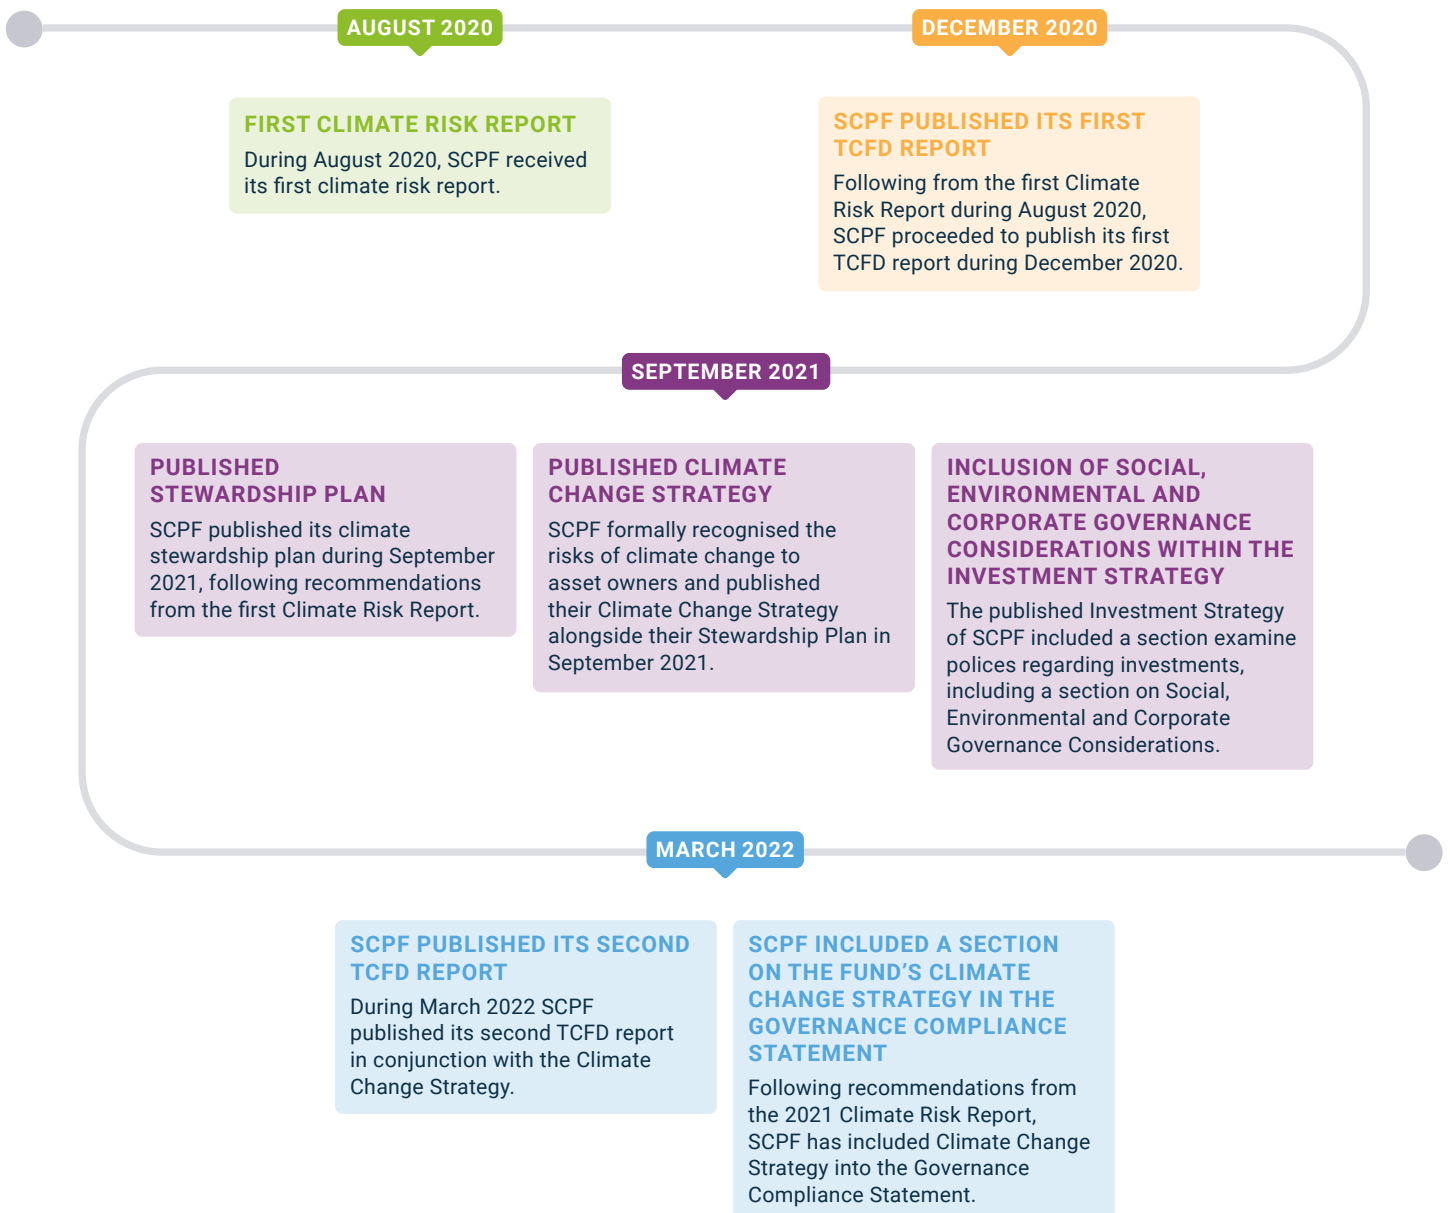 AUGUST 2020
DECEMBER 2020
FIRST CLIMATE RISK REPORT
During August 2020, SCPF received
its first climate risk report.
SCPF PUBLISHED ITS FIRST
TCFD REPORT
Following from the first Climate
Risk Report during August 2020,
SCPF proceeded to publish its first
TCFD report during December 2020.
SEPTEMBER 2021
PUBLISHED
STEWARDSHIP PLAN
SCPF published its climate
stewardship plan during September
2021, following recommendations
from the first Climate Risk Report.
PUBLISHED CLIMATE
CHANGE STRATEGY
SCPF formally recognised the
risks of climate change to
asset owners and published
their Climate Change Strategy
alongside their Stewardship Plan in
September 2021.
INCLUSION OF SOCIAL,
ENVIRONMENTAL AND
CORPORATE GOVERNANCE
CONSIDERATIONS WITHIN THE
INVESTMENT STRATEGY
The published Investment Strategy
of SCPF included a section examine
polices regarding investments,
including a section on Social,
Environmental and Corporate
Governance Considerations.
MARCH 2022
SCPF PUBLISHED ITS SECOND
TCFD REPORT
During March 2022 SCPF
published its second TCFD report
in conjunction with the Climate
Change Strategy.
SCPF INCLUDED A SECTION
ON THE FUND’S CLIMATE
CHANGE STRATEGY IN THE
GOVERNANCE COMPLIANCE
STATEMENT
Following recommendations from
the 2021 Climate Risk Report,
SCPF has included Climate Change
Strategy into the Governance
Compliance Statement.